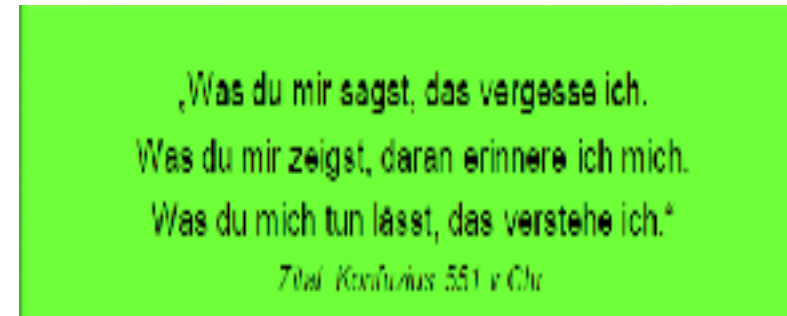 „Was du mir sagst, das vergesse ich.
Was du mir zeigst, daran erinnere ich mich.
Was du mich tun lässt, das verstehe ich.“
Zitat Konfuzius 551 v Chr